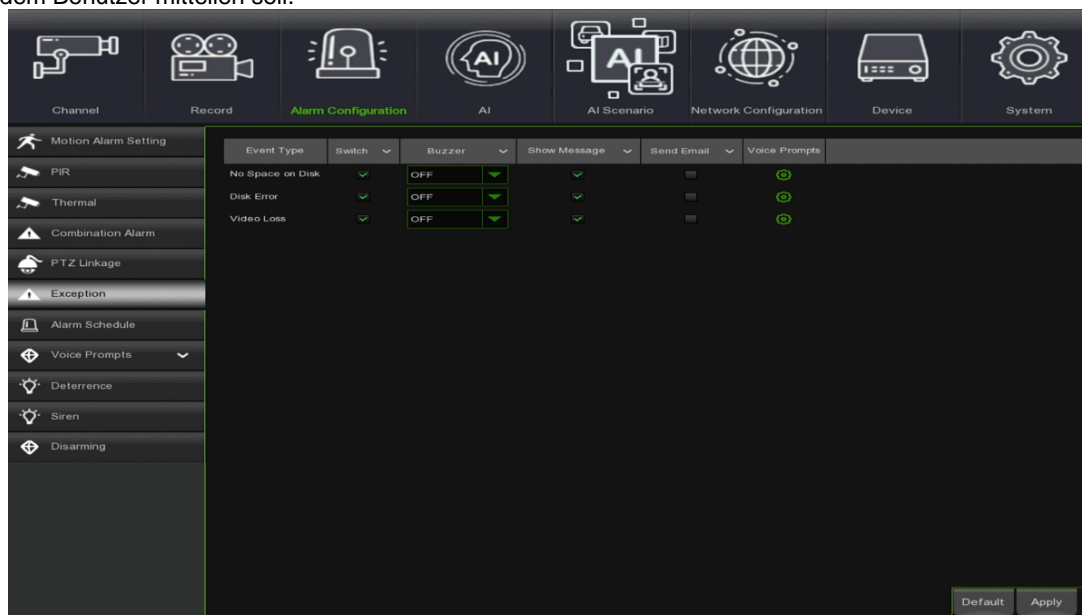 dem Benutzer mitteilen soll.
AI
AI
Channel
Record
Alarm Configuration
AI
AI Scenario
Network Configuration
Device
System
Motion Alarm Setting
PIR
Thermal
Combination Alarm
PTZ Linkage
Exception
Alarm Schedule
Voice Prompts
Deterrence
Siren
Disarming
Event Type Switch Buzzer Show Message Send Email Voice Prompts
No Space on Disk OFF
Disk Error OFF
Video Loss OFF
Default Apply